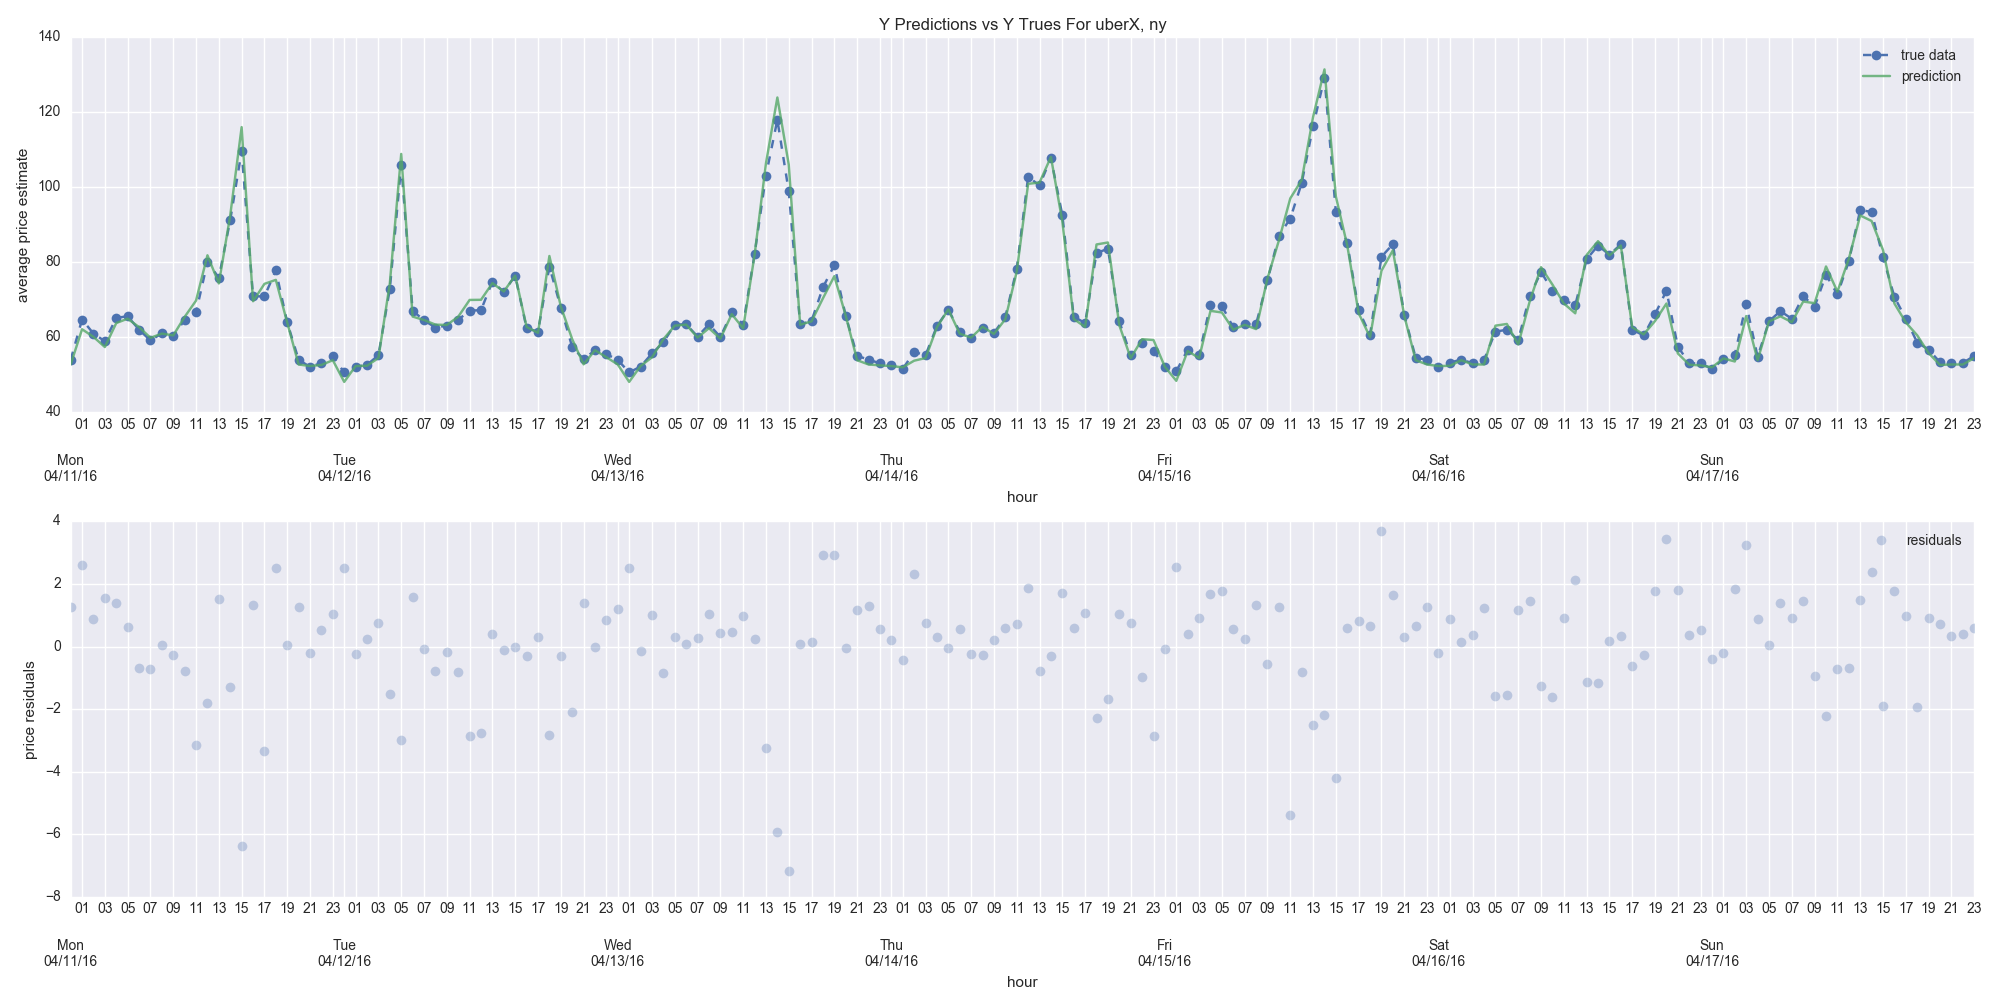 Y Predictions vs Y Trues For uberX, ny
140
120
100
80
60
40
average price estimate
true data
prediction
01 03 05 07 09 11 13 15 17 19 21 23 01 03 05 07 09 11 13 15 17 19 21 23 01 03 05 07 09 11 13 15 17 19 21 23 01 03 05 07 09 11 13 15 17 19 21 23 01 03 05 07 09 11 13 15 17 19 21 23 01 03 05 07 09 11 13 15 17 19 21 23 01 03 05 07 09 11 13 15 17 19 21 23
Mon Tue Wed Thu Fri Sat Sun
04/11/16 04/12/16 04/13/16 04/14/16 04/15/16 04/16/16 04/17/16
hour
4
2
0
−2
−4
−6
−8
price residuals
residuals
01 03 05 07 09 11 13 15 17 19 21 23 01 03 05 07 09 11 13 15 17 19 21 23 01 03 05 07 09 11 13 15 17 19 21 23 01 03 05 07 09 11 13 15 17 19 21 23 01 03 05 07 09 11 13 15 17 19 21 23 01 03 05 07 09 11 13 15 17 19 21 23 01 03 05 07 09 11 13 15 17 19 21 23
Mon Tue Wed Thu Fri Sat Sun
04/11/16 04/12/16 04/13/16 04/14/16 04/15/16 04/16/16 04/17/16
hour